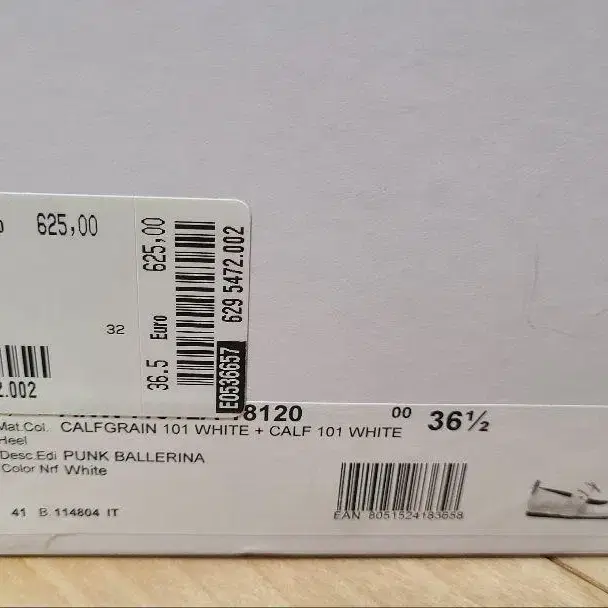 625,00
32
2.002
36.5 Euro 625,00
E0536657
629 5472.002
8120
00 36½
Mat.Col. CALFGRAIN 101 WHITE + CALF 101 WHITE
Heel
Desc.Edi PUNK BALLERINA
Color Nrf White
41 B 114804 IT
EAN 8051524183658